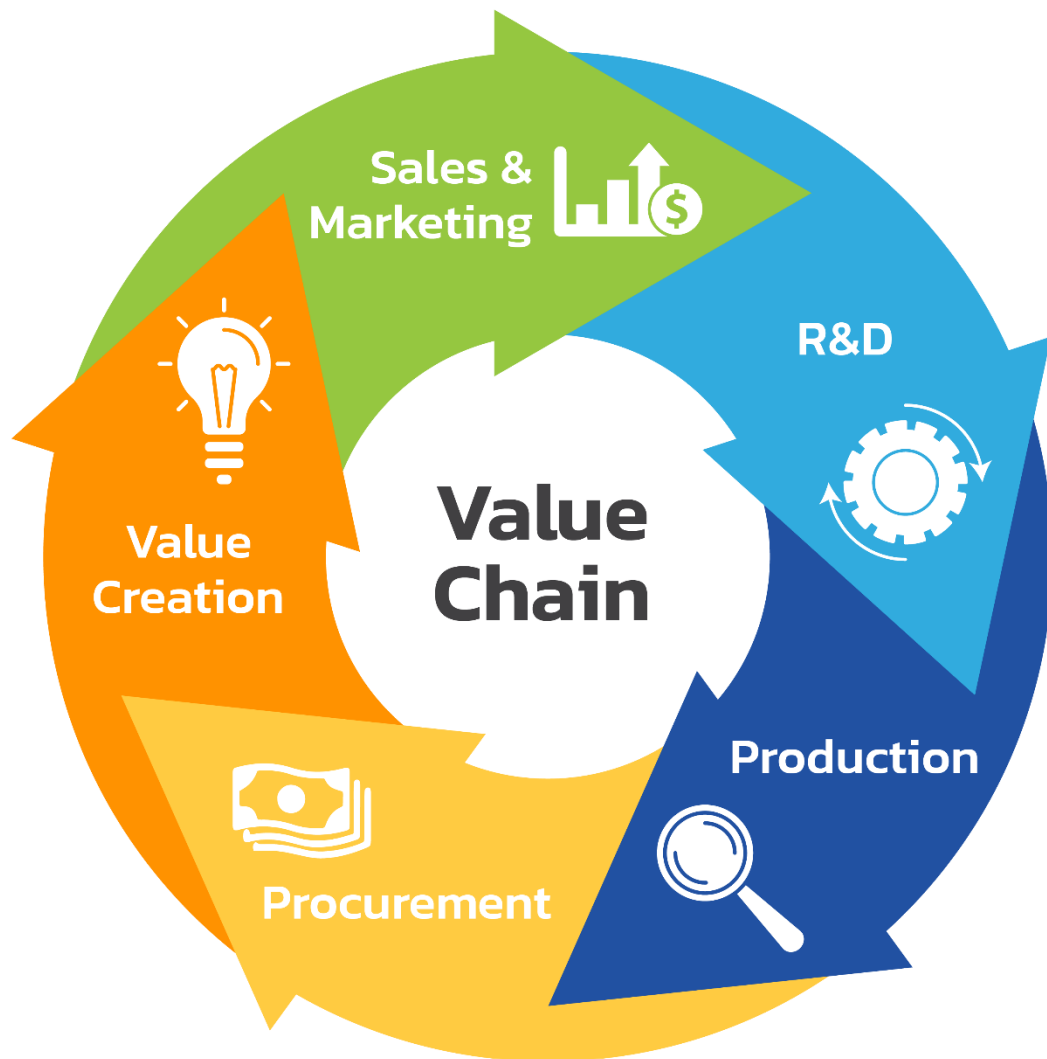 Sales &
Marketing
$
R&D
Value
Chain
Value
Creation
Production
Procurement